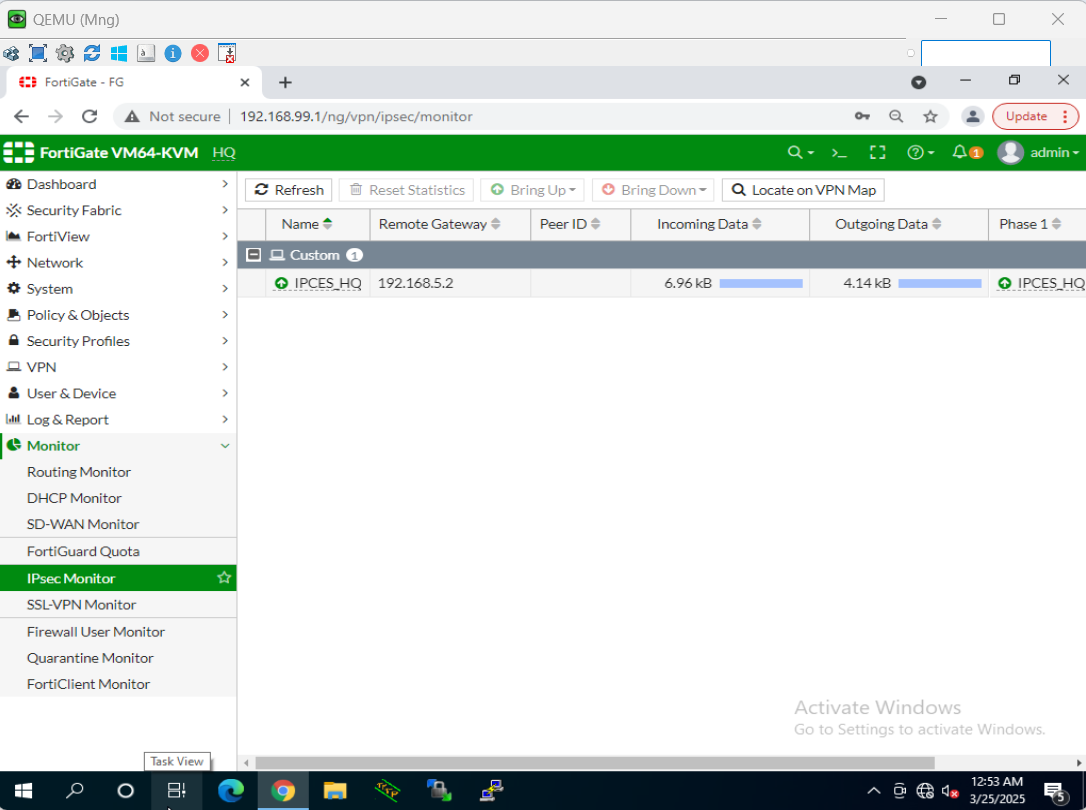 QEMU (Mng)
FortiGate - FG
Not secure | 192.168.99.1/ng/vpn/ipsec/monitor
Update
FortiGate VM64-KVM HQ
1
admin
Dashboard
Security Fabric
FortiView
Network
System
Policy & Objects
Security Profiles
VPN
User & Device
Log & Report
Monitor
Routing Monitor
DHCP Monitor
SD-WAN Monitor
FortiGuard Quota
IPsec Monitor
SSL-VPN Monitor
Firewall User Monitor
Quarantine Monitor
FortiClient Monitor
Refresh Reset Statistics Bring Up Bring Down Locate on VPN Map
Name Remote Gateway Peer ID Incoming Data Outgoing Data Phase 1
Custom 1
IPCES_HQ 192.168.5.2 6.96 kB 4.14 kB IPCES_HQ
Activate Windows
Go to Settings to activate Windows.
Task View
12:53 AM
3/25/2025
5